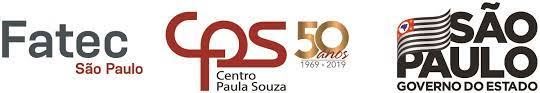 Fatec
São Paulo
CPS
Centro
Paula Souza
50
anos
1969 • 2019
SÃO
PAULO
GOVERNO DO ESTADO